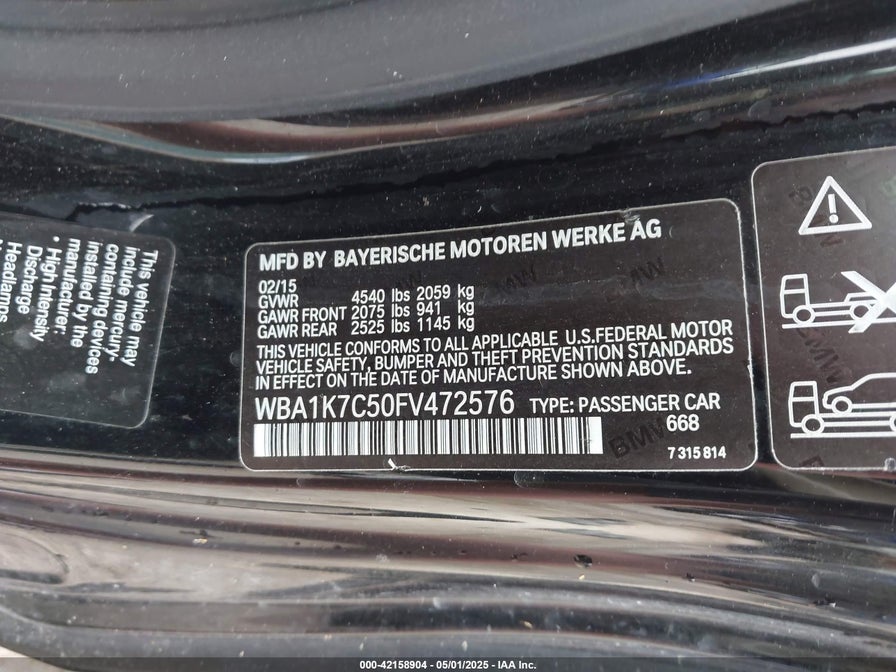 This vehicle may
contain mercury-
containing devices
installed by the
manufacturer:
• High Intensity
Discharge
Headlamps
MFD BY BAYERISCHE MOTOREN WERKE AG
02/15
GVWR 4540 lbs 2059 kg
GAWR FRONT 2075 lbs 941 kg
GAWR REAR 2525 lbs 1145 kg
THIS VEHICLE CONFORMS TO ALL APPLICABLE U.S.FEDERAL MOTOR
VEHICLE SAFETY, BUMPER AND THEFT PREVENTION STANDARDS
IN EFFECT ON THE DATE OF MANUFACTURE SHOWN ABOVE.
WBA1K7C50FV472576 TYPE: PASSENGER CAR
668
7 315 814
BMW
000-42158904 // 05/01/2025 - IAA Inc.